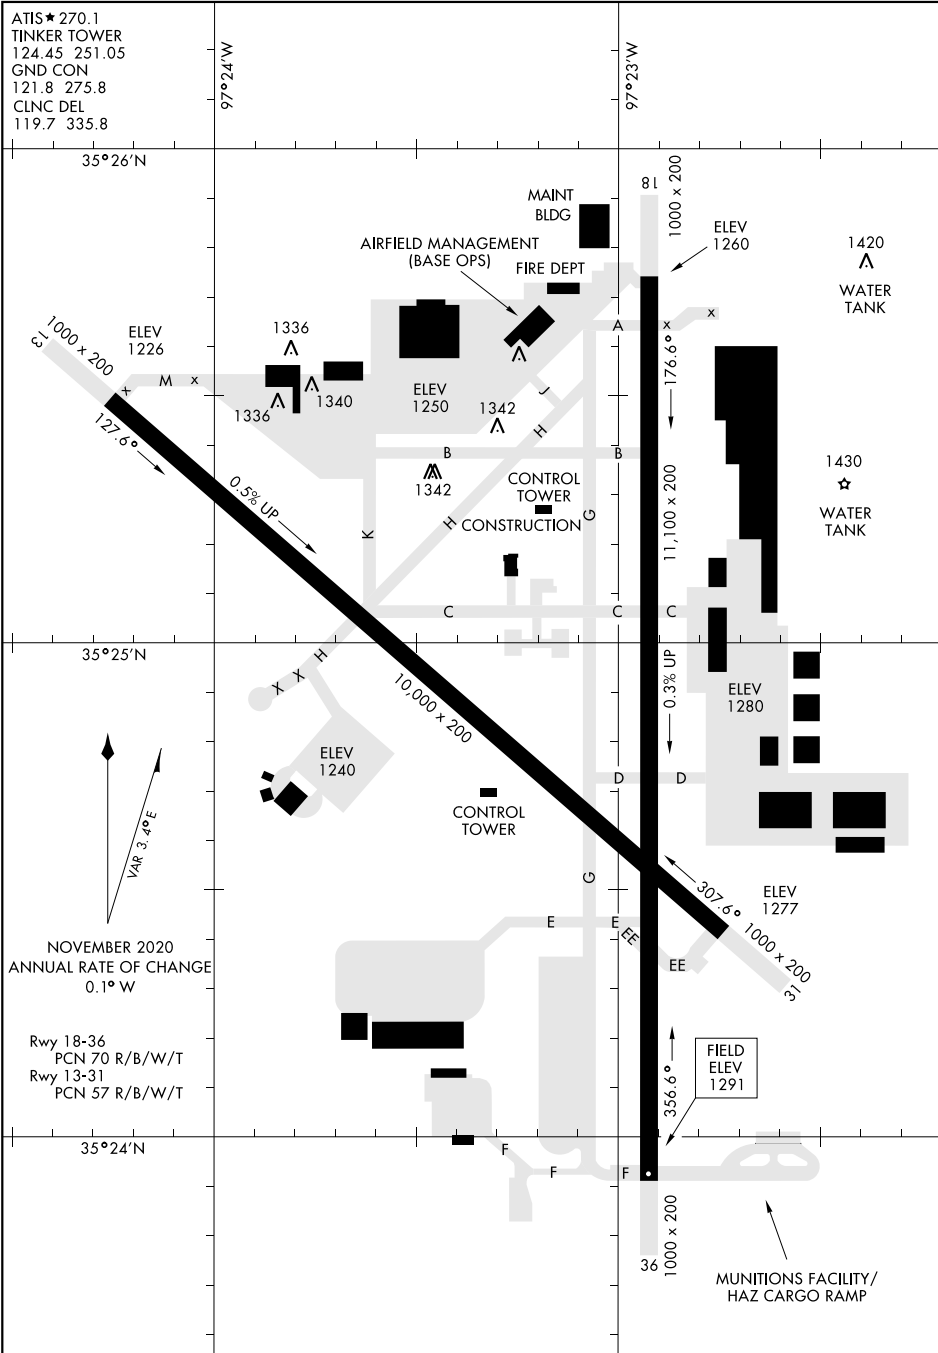 ATIS★ 270.1
TINKER TOWER
124.45 251.05
GND CON
121.8 275.8
CLNC DEL
119.7 335.8
97°24'W
97°23'W
35°26'N
18
1000 x 200
MAINT
BLDG
AIRFIELD MANAGEMENT
(BASE OPS)
FIRE DEPT
ELEV
1260
1420
WATER
TANK
13
1000 x 200
ELEV
1226
1336
A
x
x
M
x
x
1340
1336
ELEV
1250
J
176.6°
1342
H
127.6°
B
B
1342
1430
WATER
TANK
0.5% UP
CONTROL
TOWER
CONSTRUCTION
H
G
K
11,100 x 200
C
C
C
35°25'N
H
X
X
10,000 x 200
0.3% UP
ELEV
1280
ELEV
1240
D
D
CONTROL
TOWER
VAR 3.4°E
G
307.6°
ELEV
1277
E
E
EE
EE
1000 x 200
31
NOVEMBER 2020
ANNUAL RATE OF CHANGE
0.1° W
Rwy 18-36
PCN 70 R/B/W/T
Rwy 13-31
PCN 57 R/B/W/T
FIELD
ELEV
1291
356.6°
35°24'N
F
F
F
1000 x 200
36
MUNITIONS FACILITY/
HAZ CARGO RAMP